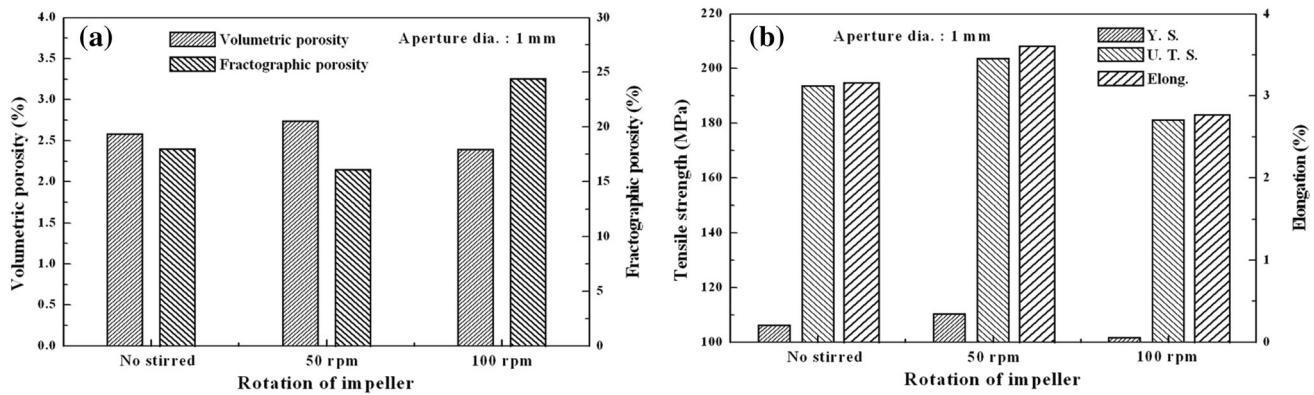 (a)
Volumetric porosity
Fractographic porosity
Aperture dia. : 1 mm
4.0
3.5
3.0
2.5
2.0
1.5
1.0
0.5
0.0
Volumetric porosity (%)
30
25
20
15
10
5
0
Fractographic porosity (%)
No stirred 50 rpm 100 rpm
Rotation of impeller
(b)
Aperture dia. : 1 mm
Y. S.
U. T. S.
Elong.
220
200
180
160
140
120
100
Tensile strength (MPa)
4
3
2
1
0
Elongation (%)
No stirred 50 rpm 100 rpm
Rotation of impeller